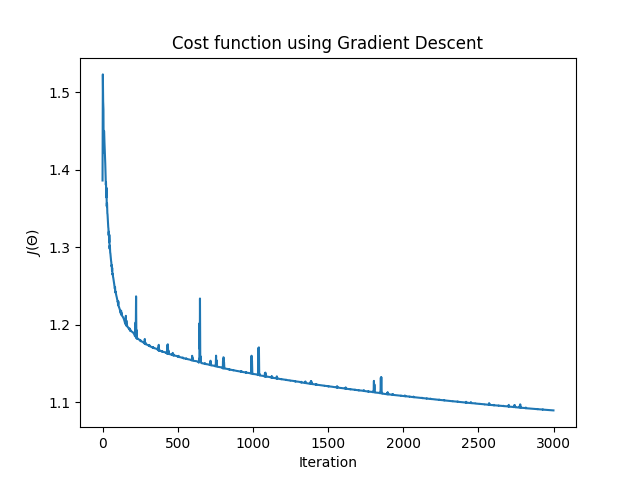 Cost function using Gradient Descent
J(Θ)
1.5
1.4
1.3
1.2
1.1
0 500 1000 1500 2000 2500 3000
Iteration